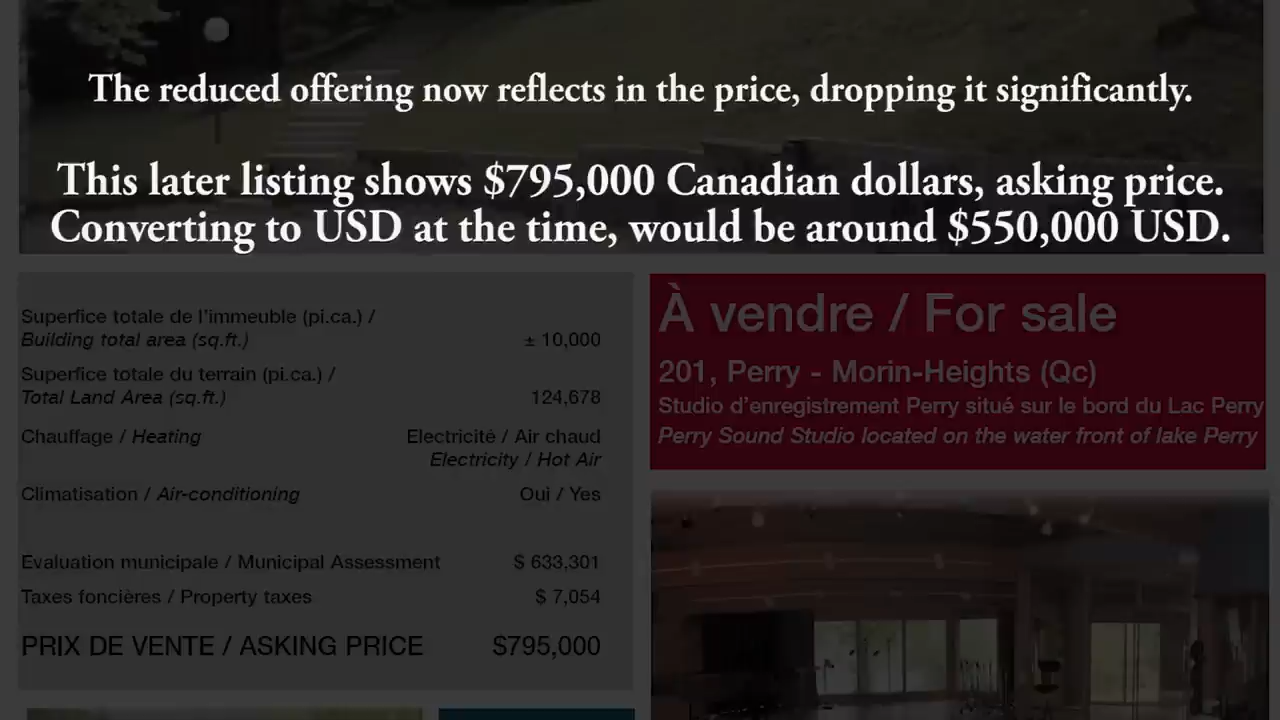 The reduced offering now reflects in the price, dropping it significantly.
This later listing shows $795,000 Canadian dollars, asking price.
Converting to USD at the time, would be around $550,000 USD.
Superfice totale de l'immeuble (pi.ca.) /
Building total area (sq.ft.) ± 10,000
Superfice totale du terrain (pi.ca.) /
Total Land Area (sq.ft.) 124,678
Chauffage / Heating Electricité / Air chaud
Electricity / Hot Air
Climatisation / Air-conditioning Oui / Yes
Evaluation municipale / Municipal Assessment $ 633,301
Taxes foncières / Property taxes $ 7,054
PRIX DE VENTE / ASKING PRICE $795,000
À vendre / For sale
201, Perry - Morin-Heights (Qc)
Studio d'enregistrement Perry situé sur le bord du Lac Perry
Perry Sound Studio located on the water front of lake Perry